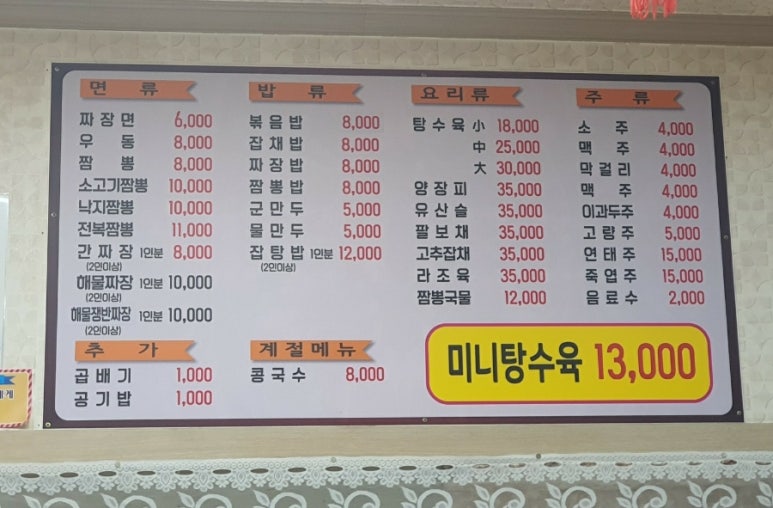 면 류
짜장면 6,000
우동 8,000
짬뽕 8,000
소고기짬뽕 10,000
낙지짬뽕 10,000
전복짬뽕 11,000
간짜장 1인분 8,000
(2인이상)
해물짜장 1인분 10,000
(2인이상)
해물쟁반짜장 1인분 10,000
(2인이상)
추 가
곱배기 1,000
공기밥 1,000
밥 류
볶음밥 8,000
잡채밥 8,000
짜장밥 8,000
짬뽕밥 8,000
군만두 5,000
물만두 5,000
잡탕밥 1인분 12,000
(2인이상)
계절메뉴
콩국수 8,000
요리류
탕수육 小 18,000
中 25,000
大 30,000
양장피 35,000
유산슬 35,000
팔보채 35,000
고추잡채 35,000
라조육 35,000
짬뽕국물 12,000
주 류
소주 4,000
맥주 4,000
막걸리 4,000
맥주 4,000
이과두주 4,000
고량주 5,000
연태주 15,000
죽엽주 15,000
음료수 2,000
미니탕수육 13,000